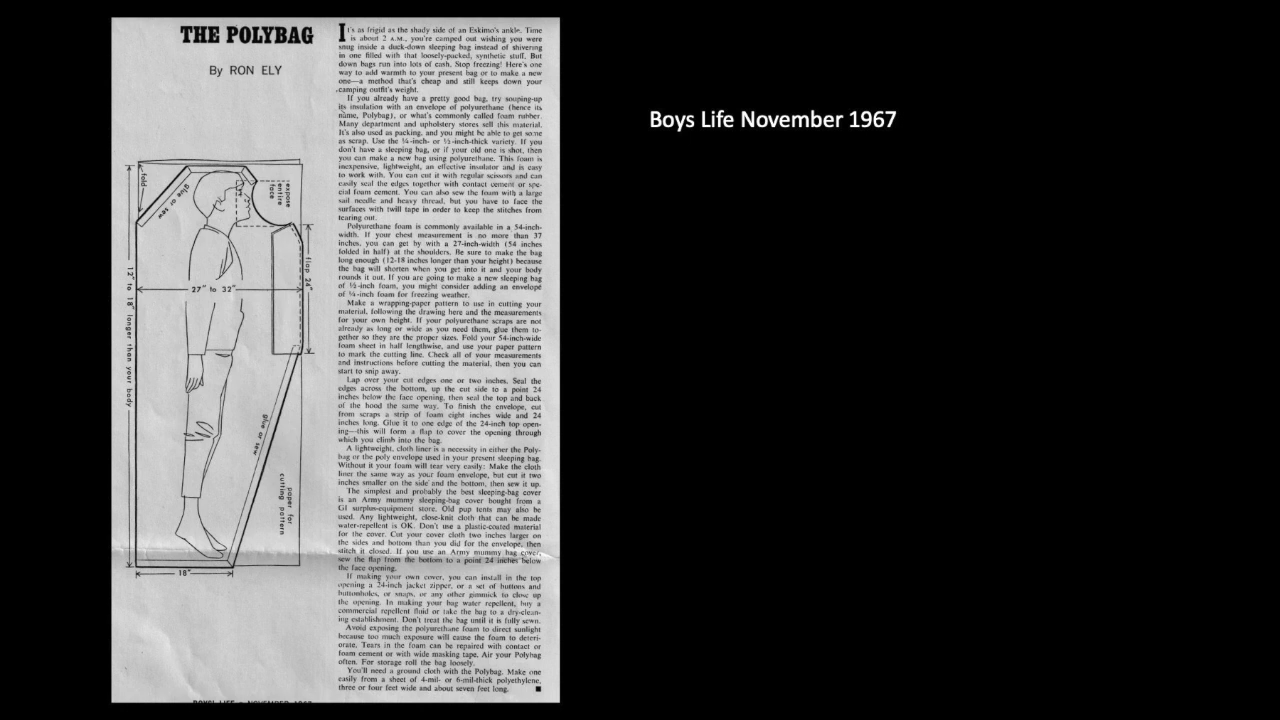 THE POLYBAG
By RON ELY
fold
glue or sew
expose
entire
face
flap 24"
27" to 32"
12" to 18" longer than your body
glue or sew
paper for
cutting pattern
18"
It's as frigid as the shady side of an Eskimo's ankle. Time
is about 2 A.M., you're camped out wishing you were
snug inside a duck-down sleeping bag instead of shivering
in one filled with that loosely-packed, synthetic stuff. But
down bags run into lots of cash. Stop freezing! Here's one
way to add warmth to your present bag or to make a new
one—a method that's cheap and still keeps down your
camping outfit's weight.
If you already have a pretty good bag, try souping-up
its insulation with an envelope of polyurethane (hence its
name, Polybag), or what's commonly called foam rubber.
Many department and upholstery stores sell this material.
It's also used as packing, and you might be able to get some
as scrap. Use the ¼-inch- or ½-inch-thick variety. If you
don't have a sleeping bag, or if your old one is shot, then
you can make a new bag using polyurethane. This foam is
inexpensive, lightweight, an effective insulator and is easy
to work with. You can cut it with regular scissors and can
easily seal the edges together with contact cement or spe-
cial foam cement. You can also sew the foam with a large
sail needle and heavy thread, but you have to face the
surfaces with twill tape in order to keep the stitches from
tearing out.
Polyurethane foam is commonly available in a 54-inch-
width. If your chest measurement is no more than 37
inches, you can get by with a 27-inch-width (54 inches
folded in half) at the shoulders. Be sure to make the bag
long enough (12-18 inches longer than your height) because
the bag will shorten when you get into it and your body
rounds it out. If you are going to make a new sleeping bag
of ½-inch foam, you might consider adding an envelope
of ¼-inch foam for freezing weather.
Make a wrapping-paper pattern to use in cutting your
material, following the drawing here and the measurements
for your own height. If your polyurethane scraps are not
already as long or wide as you need them, glue them to-
gether so they are the proper sizes. Fold your 54-inch-wide
foam sheet in half lengthwise, and use your paper pattern
to mark the cutting line. Check all of your measurements
and instructions before cutting the material, then you can
start to snip away.
Lap over your cut edges one or two inches. Seal the
edges across the bottom, up the cut side to a point 24
inches below the face opening, then seal the top and back
of the hood the same way. To finish the envelope, cut
from scraps a strip of foam eight inches wide and 24
inches long. Glue it to one edge of the 24-inch top open-
ing—this will form a flap to cover the opening through
which you climb into the bag.
A lightweight, cloth liner is a necessity in either the Poly-
bag or the poly envelope used in your present sleeping bag.
Without it your foam will tear very easily: Make the cloth
liner the same way as your foam envelope, but cut it two
inches smaller on the side and the bottom, then sew it up.
The simplest and probably the best sleeping-bag cover
is an Army mummy sleeping-bag cover bought from a
GI surplus-equipment store. Old pup tents may also be
used. Any lightweight, close-knit cloth that can be made
water-repellent is OK. Don't use a plastic-coated material
for the cover. Cut your cover cloth two inches larger on
the sides and bottom than you did for the envelope, then
stitch it closed. If you use an Army mummy bag cover,
sew the flap from the bottom to a point 24 inches below
the face opening.
If making your own cover, you can install in the top
opening a 24-inch jacket zipper, or a set of buttons and
buttonholes, or snaps, or any other gimmick to close up
the opening. In making your bag water repellent, buy a
commercial repellent fluid or take the bag to a dry-clean-
ing establishment. Don't treat the bag until it is fully sewn.
Avoid exposing the polyurethane foam to direct sunlight
because too much exposure will cause the foam to deteri-
orate. Tears in the foam can be repaired with contact or
foam cement or with wide masking tape. Air your Polybag
often. For storage roll the bag loosely.
You'll need a ground cloth with the Polybag. Make one
easily from a sheet of 4-mil- or 6-mil-thick polyethylene,
three or four feet wide and about seven feet long.
BOYS' LIFE • NOVEMBER 1967
Boys Life November 1967